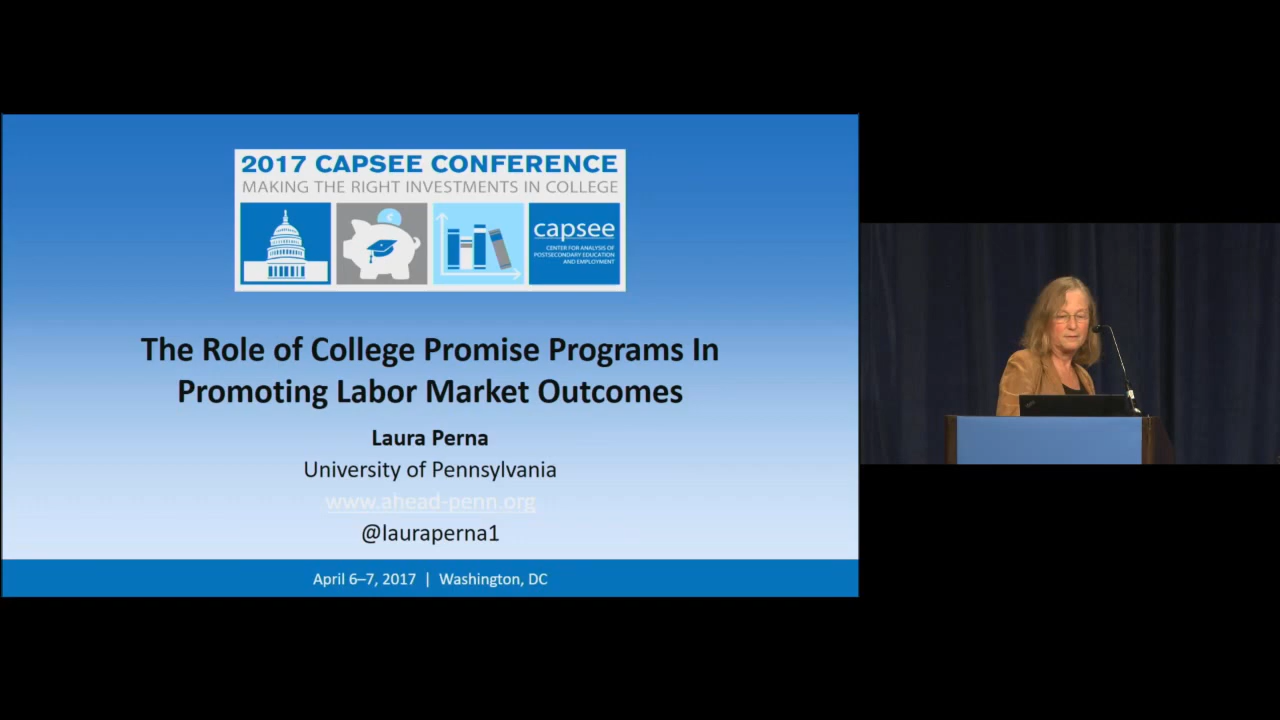 2017 CAPSEE CONFERENCE
MAKING THE RIGHT INVESTMENTS IN COLLEGE
capsee
CENTER FOR ANALYSIS OF
POSTSECONDARY EDUCATION
AND EMPLOYMENT
The Role of College Promise Programs In
Promoting Labor Market Outcomes
Laura Perna
University of Pennsylvania
www.ahead-penn.org
@lauraperna1
April 6–7, 2017 | Washington, DC